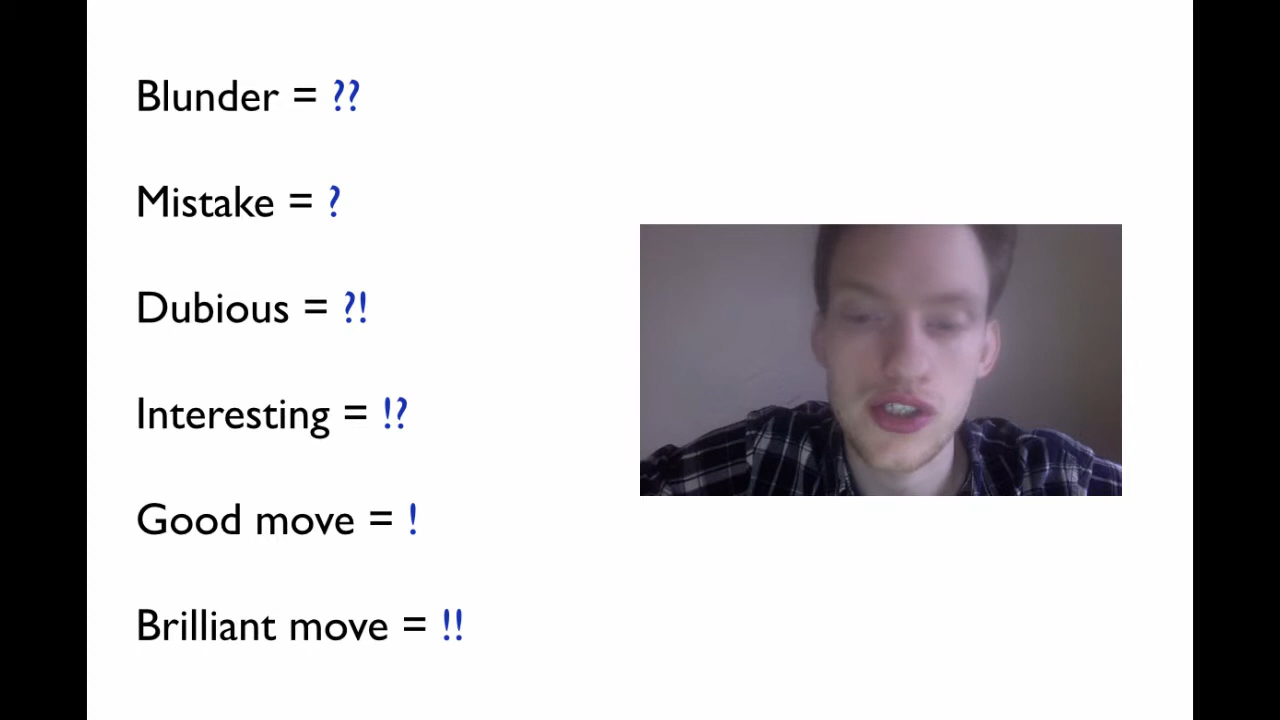 Blunder = ??
Mistake = ?
Dubious = ?!
Interesting = !?
Good move = !
Brilliant move = !!